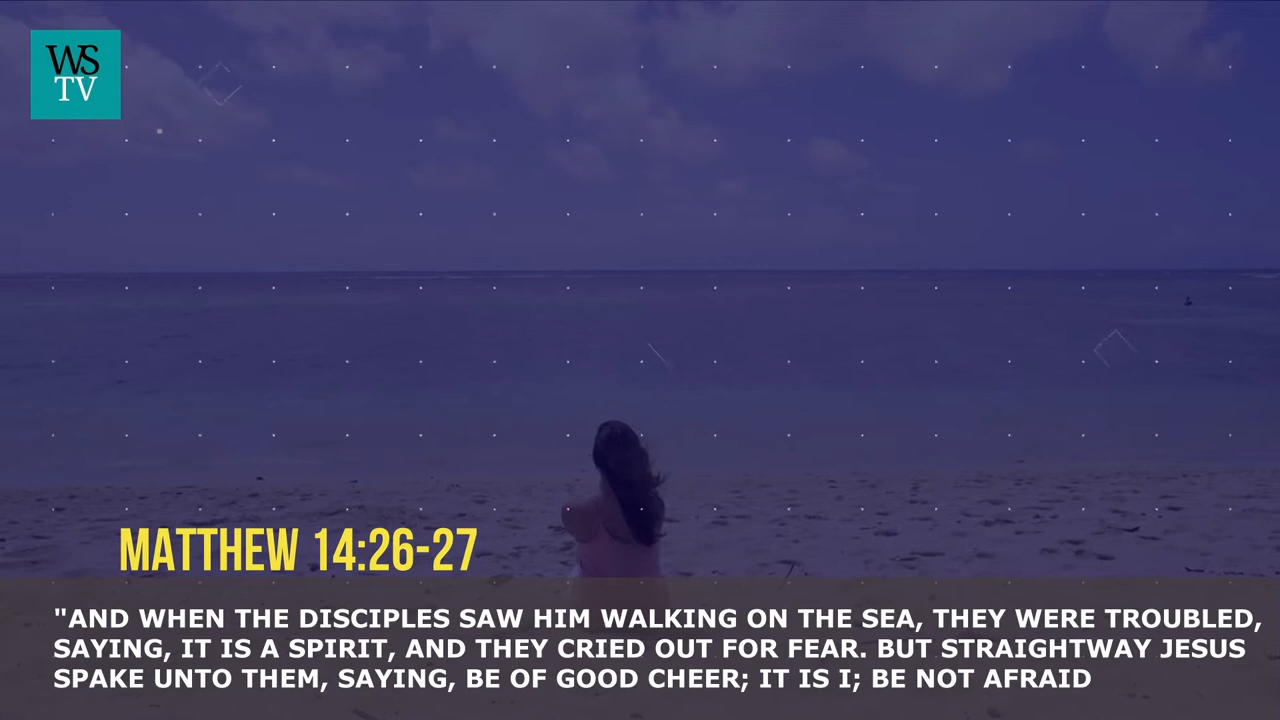 WS
TV
MATTHEW 14:26-27
"AND WHEN THE DISCIPLES SAW HIM WALKING ON THE SEA, THEY WERE TROUBLED,
SAYING, IT IS A SPIRIT, AND THEY CRIED OUT FOR FEAR. BUT STRAIGHTWAY JESUS
SPAKE UNTO THEM, SAYING, BE OF GOOD CHEER; IT IS I; BE NOT AFRAID